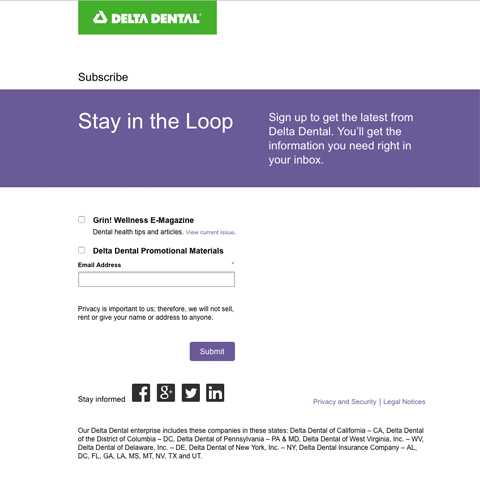 DELTA DENTAL®
Subscribe
Stay in the Loop
Sign up to get the latest from
Delta Dental. You'll get the
information you need right in
your inbox.
Grin! Wellness E-Magazine
Dental health tips and articles. View current issue.
Delta Dental Promotional Materials
Email Address *
Privacy is important to us; therefore, we will not sell,
rent or give your name or address to anyone.
Submit
Stay informed
Privacy and Security | Legal Notices
Our Delta Dental enterprise includes these companies in these states: Delta Dental of California – CA, Delta Dental
of the District of Columbia – DC, Delta Dental of Pennsylvania – PA & MD, Delta Dental of West Virginia, Inc. – WV,
Delta Dental of Delaware, Inc. – DE, Delta Dental of New York, Inc. – NY, Delta Dental Insurance Company – AL,
DC, FL, GA, LA, MS, MT, NV, TX and UT.